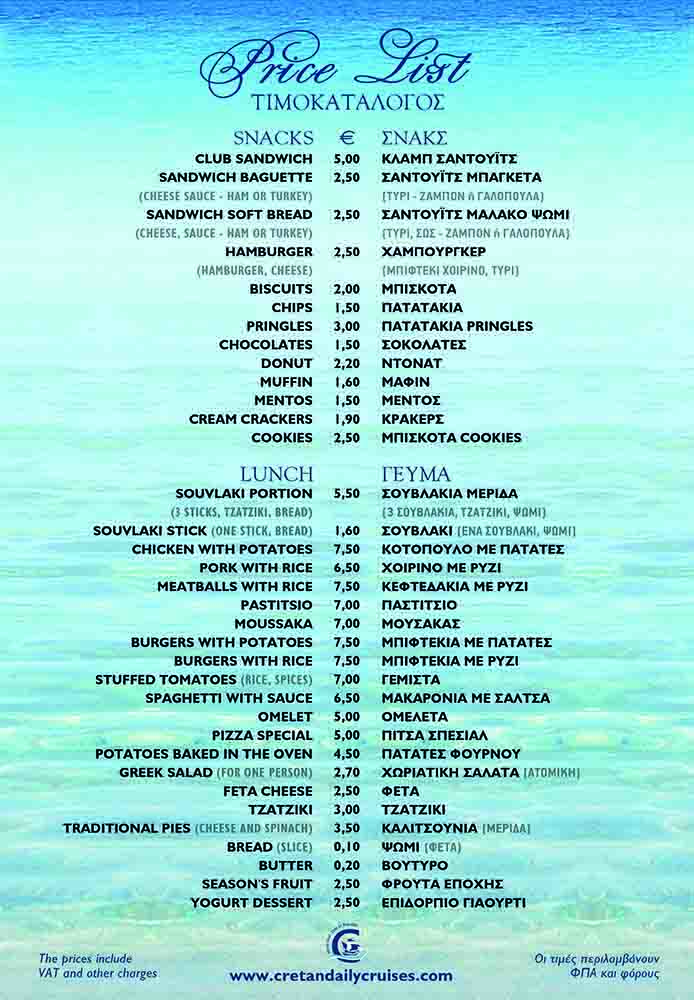 Price List
ΤΙΜΟΚΑΤΑΛΟΓΟΣ
SNACKS € ΣΝΑΚΣ
CLUB SANDWICH 5,00 ΚΛΑΜΠ ΣΑΝΤΟΥΪΤΣ
SANDWICH BAGUETTE 2,50 ΣΑΝΤΟΥΪΤΣ ΜΠΑΓΚΕΤΑ
(CHEESE SAUCE - HAM OR TURKEY) (ΤΥΡΙ - ΖΑΜΠΟΝ ή ΓΑΛΟΠΟΥΛΑ)
SANDWICH SOFT BREAD 2,50 ΣΑΝΤΟΥΪΤΣ ΜΑΛΑΚΟ ΨΩΜΙ
(CHEESE, SAUCE - HAM OR TURKEY) (ΤΥΡΙ, ΣΩΣ - ΖΑΜΠΟΝ ή ΓΑΛΟΠΟΥΛΑ)
HAMBURGER 2,50 ΧΑΜΠΟΥΡΓΚΕΡ
(HAMBURGER, CHEESE) (ΜΠΙΦΤΕΚΙ ΧΟΙΡΙΝΟ, ΤΥΡΙ)
BISCUITS 2,00 ΜΠΙΣΚΟΤΑ
CHIPS 1,50 ΠΑΤΑΤΑΚΙΑ
PRINGLES 3,00 ΠΑΤΑΤΑΚΙΑ PRINGLES
CHOCOLATES 1,50 ΣΟΚΟΛΑΤΕΣ
DONUT 2,20 ΝΤΟΝΑΤ
MUFFIN 1,60 ΜΑΦΙΝ
MENTOS 1,50 ΜΕΝΤΟΣ
CREAM CRACKERS 1,90 ΚΡΑΚΕΡΣ
COOKIES 2,50 ΜΠΙΣΚΟΤΑ COOKIES
LUNCH ΓΕΥΜΑ
SOUVLAKI PORTION 5,50 ΣΟΥΒΛΑΚΙΑ ΜΕΡΙΔΑ
(3 STICKS, TZATZIKI, BREAD) (3 ΣΟΥΒΛΑΚΙΑ, ΤΖΑΤΖΙΚΙ, ΨΩΜΙ)
SOUVLAKI STICK (ONE STICK, BREAD) 1,60 ΣΟΥΒΛΑΚΙ (ΕΝΑ ΣΟΥΒΛΑΚΙ, ΨΩΜΙ)
CHICKEN WITH POTATOES 7,50 ΚΟΤΟΠΟΥΛΟ ΜΕ ΠΑΤΑΤΕΣ
PORK WITH RICE 6,50 ΧΟΙΡΙΝΟ ΜΕ ΡΥΖΙ
MEATBALLS WITH RICE 7,50 ΚΕΦΤΕΔΑΚΙΑ ΜΕ ΡΥΖΙ
PASTITSIO 7,00 ΠΑΣΤΙΤΣΙΟ
MOUSSAKA 7,00 ΜΟΥΣΑΚΑΣ
BURGERS WITH POTATOES 7,50 ΜΠΙΦΤΕΚΙΑ ΜΕ ΠΑΤΑΤΕΣ
BURGERS WITH RICE 7,50 ΜΠΙΦΤΕΚΙΑ ΜΕ ΡΥΖΙ
STUFFED TOMATOES (RICE, SPICES) 7,00 ΓΕΜΙΣΤΑ
SPAGHETTI WITH SAUCE 6,50 ΜΑΚΑΡΟΝΙΑ ΜΕ ΣΑΛΤΣΑ
OMELET 5,00 ΟΜΕΛΕΤΑ
PIZZA SPECIAL 5,00 ΠΙΤΣΑ ΣΠΕΣΙΑΛ
POTATOES BAKED IN THE OVEN 4,50 ΠΑΤΑΤΕΣ ΦΟΥΡΝΟΥ
GREEK SALAD (FOR ONE PERSON) 2,70 ΧΩΡΙΑΤΙΚΗ ΣΑΛΑΤΑ (ΑΤΟΜΙΚΗ)
FETA CHEESE 2,50 ΦΕΤΑ
TZATZIKI 3,00 ΤΖΑΤΖΙΚΙ
TRADITIONAL PIES (CHEESE AND SPINACH) 3,50 ΚΑΛΙΤΣΟΥΝΙΑ (ΜΕΡΙΔΑ)
BREAD (SLICE) 0,10 ΨΩΜΙ (ΦΕΤΑ)
BUTTER 0,20 ΒΟΥΤΥΡΟ
SEASON'S FRUIT 2,50 ΦΡΟΥΤΑ ΕΠΟΧΗΣ
YOGURT DESSERT 2,50 ΕΠΙΔΟΡΠΙΟ ΓΙΑΟΥΡΤΙ
The prices include
VAT and other charges
www.cretandailycruises.com
Οι τιμές περιλαμβάνουν
ΦΠΑ και φόρους